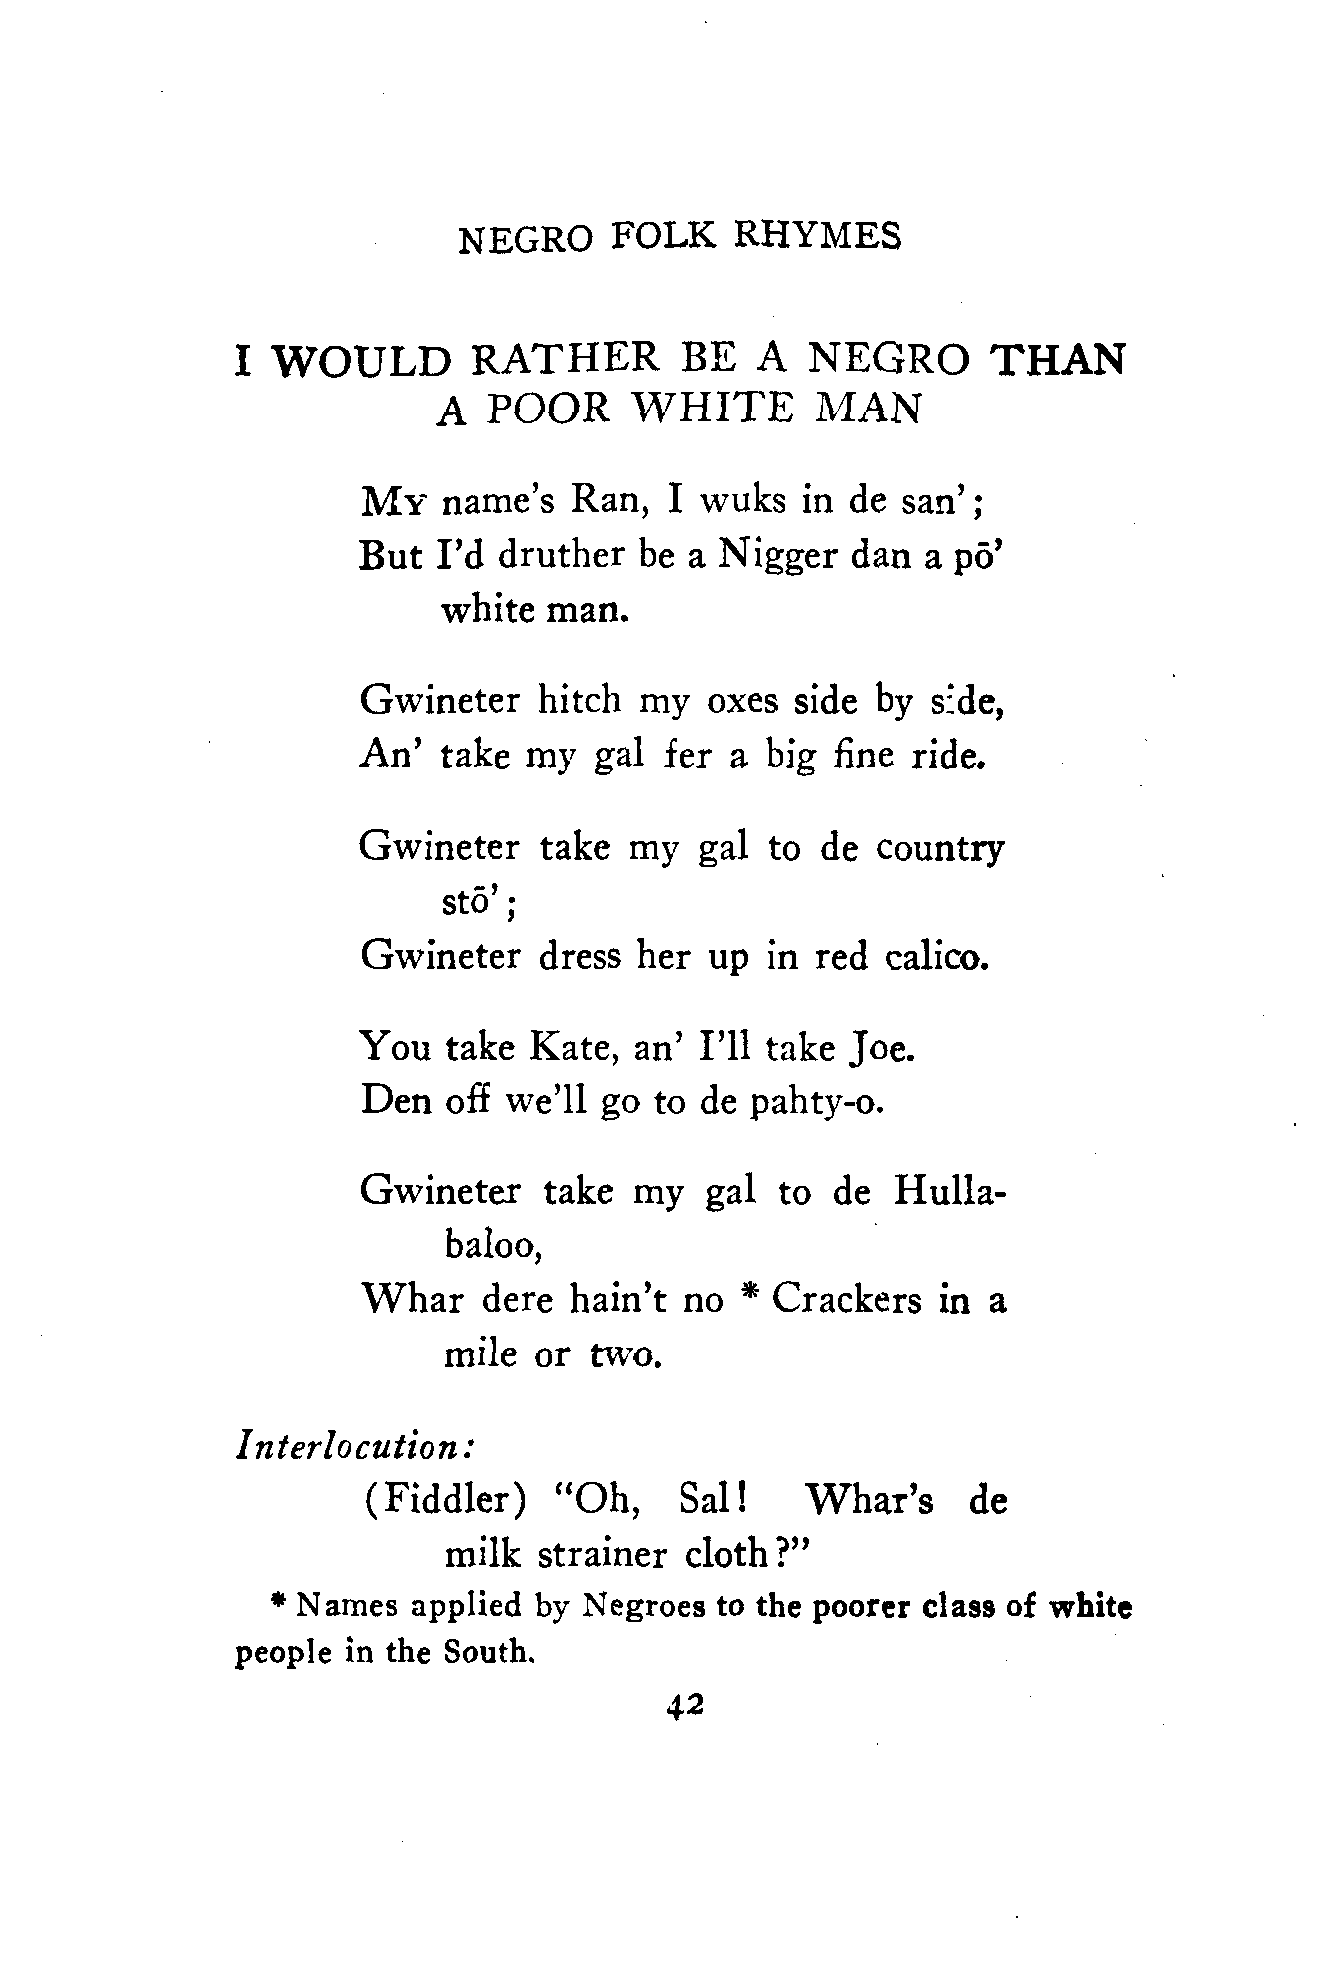 NEGRO FOLK RHYMES
I WOULD RATHER BE A NEGRO THAN
A POOR WHITE MAN
My name's Ran, I wuks in de san';
But I'd druther be a Nigger dan a pō'
white man.
Gwineter hitch my oxes side by side,
An' take my gal fer a big fine ride.
Gwineter take my gal to de country
stō';
Gwineter dress her up in red calico.
You take Kate, an' I'll take Joe.
Den off we'll go to de pahty-o.
Gwineter take my gal to de Hulla-
baloo,
Whar dere hain't no * Crackers in a
mile or two.
Interlocution:
(Fiddler) "Oh, Sal! Whar's de
milk strainer cloth?"
* Names applied by Negroes to the poorer class of white
people in the South.
42